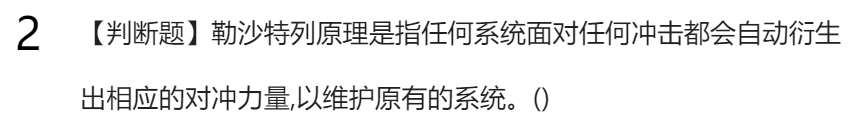 2 【判断题】勒沙特列原理是指任何系统面对任何冲击都会自动衍生
出相应的对冲力量,以维护原有的系统。()